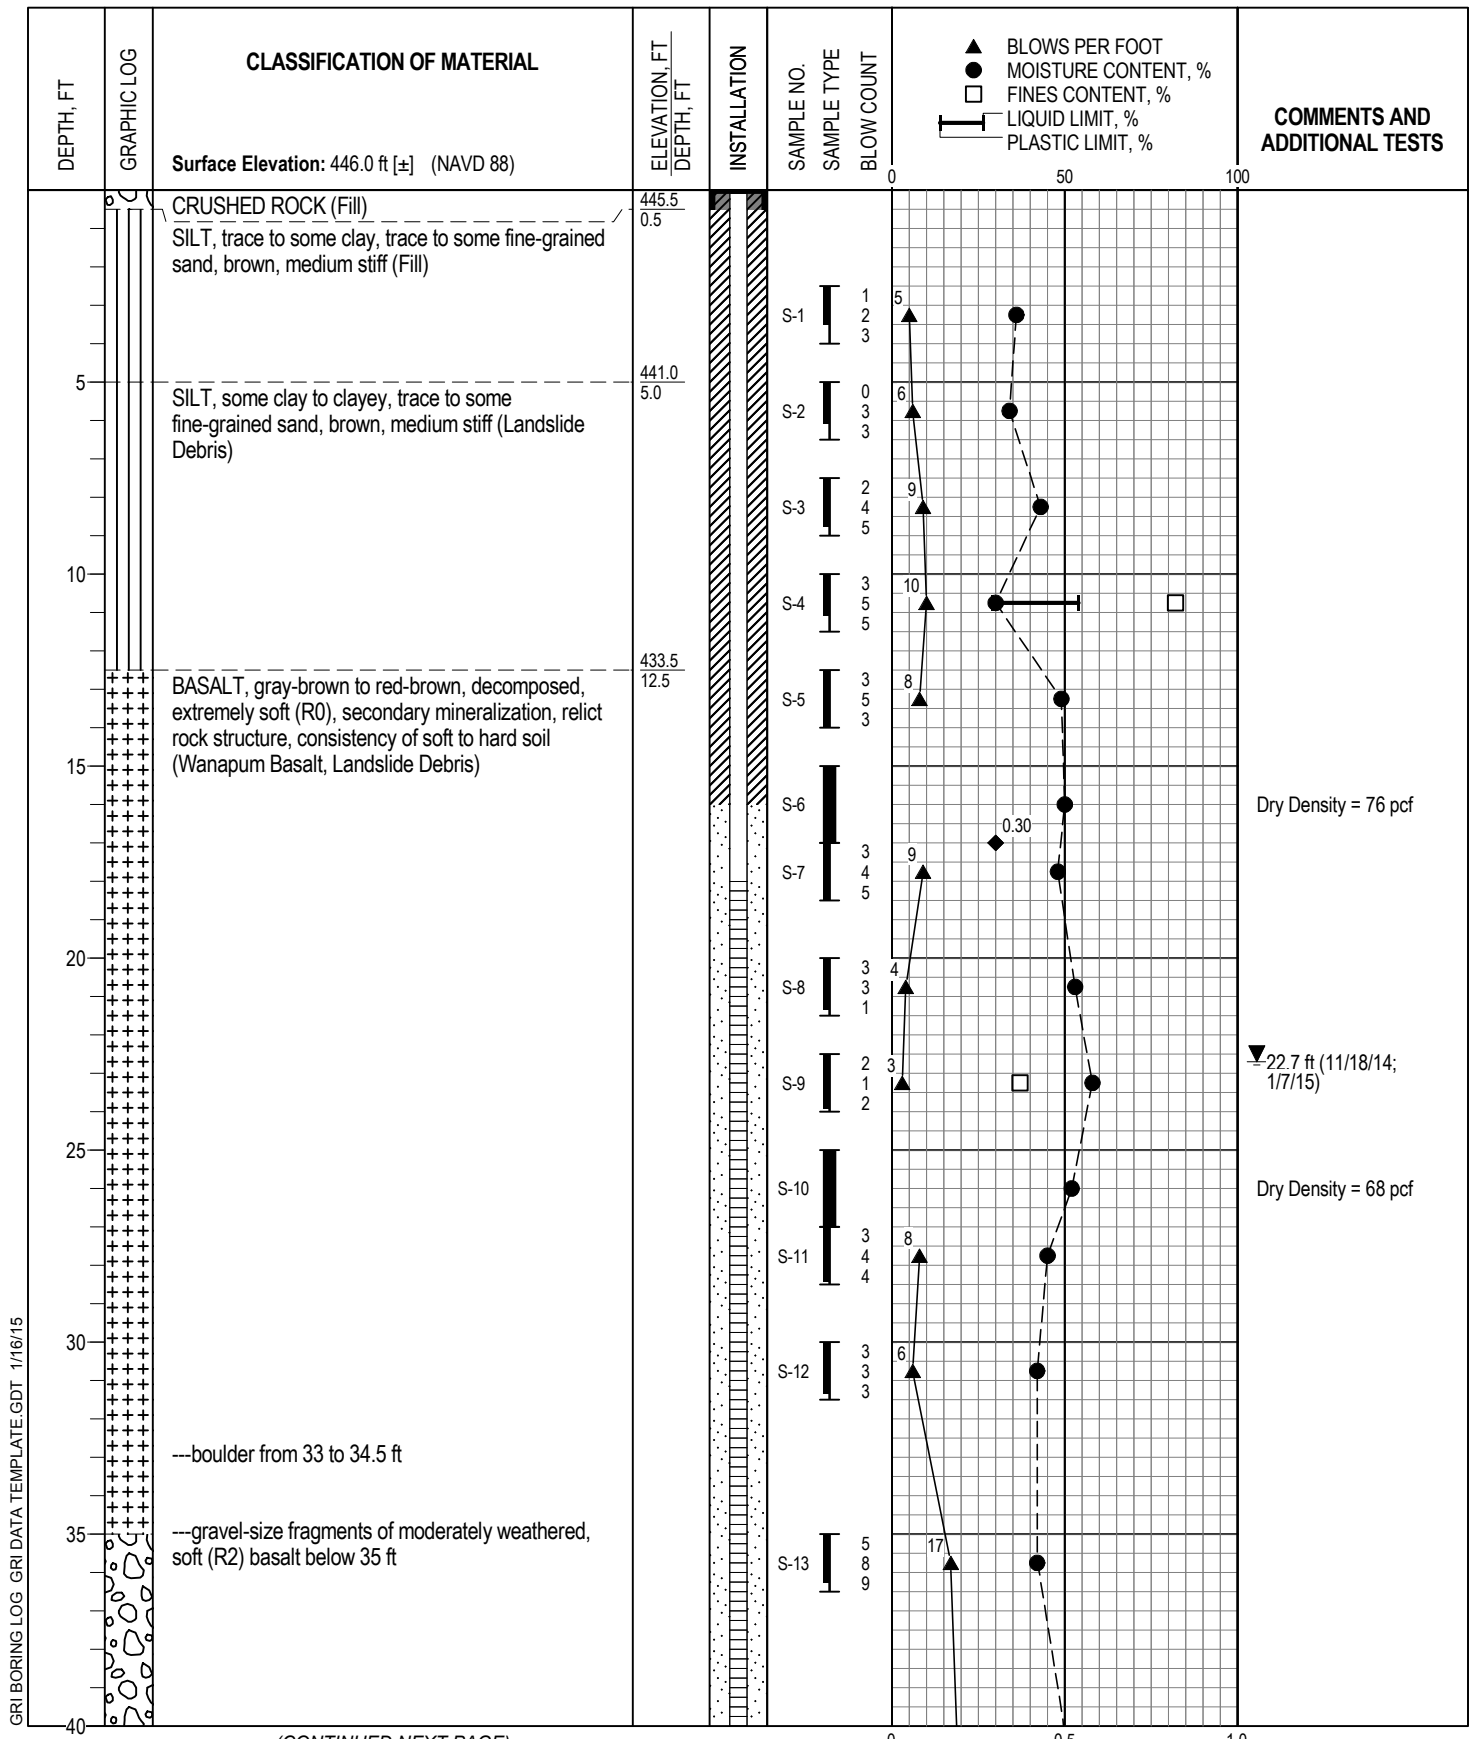 DEPTH, FT
GRAPHIC LOG
CLASSIFICATION OF MATERIAL
Surface Elevation: 446.0 ft [±] (NAVD 88)
ELEVATION, FT
DEPTH, FT
INSTALLATION
SAMPLE NO.
SAMPLE TYPE
BLOW COUNT
BLOWS PER FOOT
MOISTURE CONTENT, %
FINES CONTENT, %
LIQUID LIMIT, %
PLASTIC LIMIT, %
0 50 100
COMMENTS AND
ADDITIONAL TESTS
CRUSHED ROCK (Fill)
445.5
0.5
SILT, trace to some clay, trace to some fine-grained
sand, brown, medium stiff (Fill)
S-1
1
2
3
5
5
441.0
5.0
SILT, some clay to clayey, trace to some
fine-grained sand, brown, medium stiff (Landslide
Debris)
S-2
0
3
3
6
S-3
2
4
5
9
10
S-4
3
5
5
10
433.5
12.5
BASALT, gray-brown to red-brown, decomposed,
extremely soft (R0), secondary mineralization, relict
rock structure, consistency of soft to hard soil
(Wanapum Basalt, Landslide Debris)
S-5
3
5
3
8
15
S-6
Dry Density = 76 pcf
0.30
S-7
3
4
5
9
20
S-8
3
3
1
4
S-9
2
1
2
3
22.7 ft (11/18/14;
1/7/15)
25
S-10
Dry Density = 68 pcf
S-11
3
4
4
8
30
S-12
3
3
3
6
---boulder from 33 to 34.5 ft
35
---gravel-size fragments of moderately weathered,
soft (R2) basalt below 35 ft
S-13
5
8
9
17
40
GRI BORING LOG GRI DATA TEMPLATE.GDT 1/16/15
(CONTINUED NEXT PAGE)
0 0.5 1.0